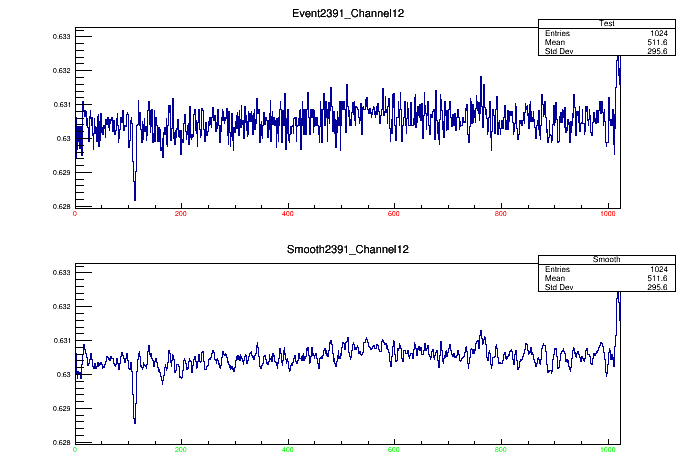 Event2391_Channel12
Test
Entries 1024
Mean 511.6
Std Dev 295.6
0.633
0.632
0.631
0.63
0.629
0.628
0 200 400 600 800 1000
Smooth2391_Channel12
Smooth
Entries 1024
Mean 511.6
Std Dev 295.6
0.633
0.632
0.631
0.63
0.629
0.628
0 200 400 600 800 1000